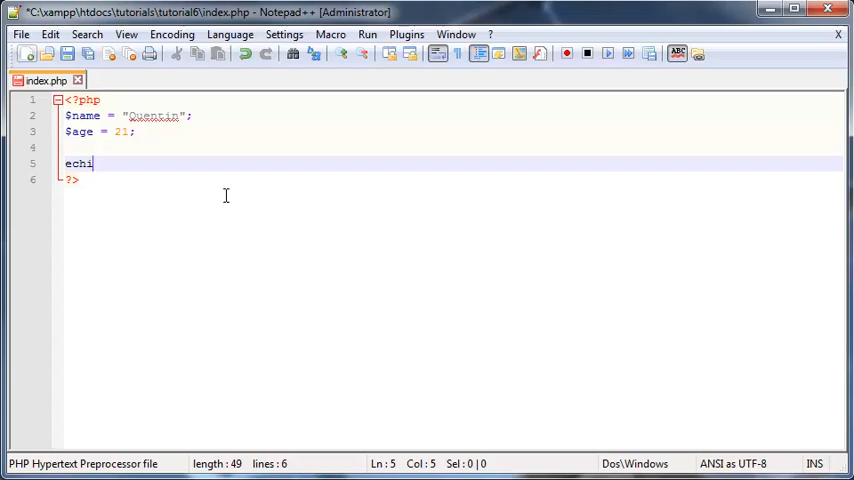 *C:\xampp\htdocs\tutorials\tutorial6\index.php - Notepad++ [Administrator]
File Edit Search View Encoding Language Settings Macro Run Plugins Window ? X
ABC
index.php
1 <?php
2 $name = "Quentin";
3 $age = 21;
4
5 echi
6 ?>
PHP Hypertext Preprocessor file length : 49 lines : 6 Ln : 5 Col : 5 Sel : 0 | 0 Dos\Windows ANSI as UTF-8 INS